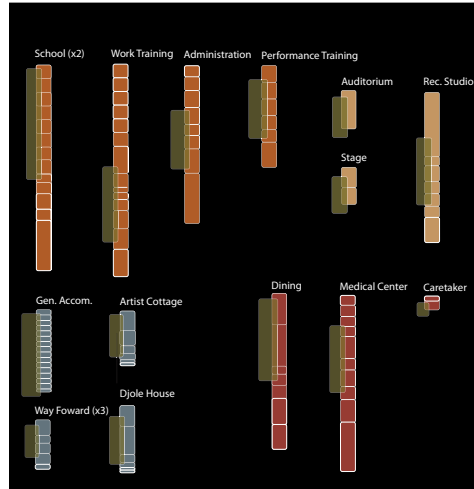 School (x2)
Work Training
Administration
Performance Training
Auditorium
Rec. Studio
Stage
Gen. Accom.
Artist Cottage
Dining
Medical Center
Caretaker
Way Foward (x3)
Djole House